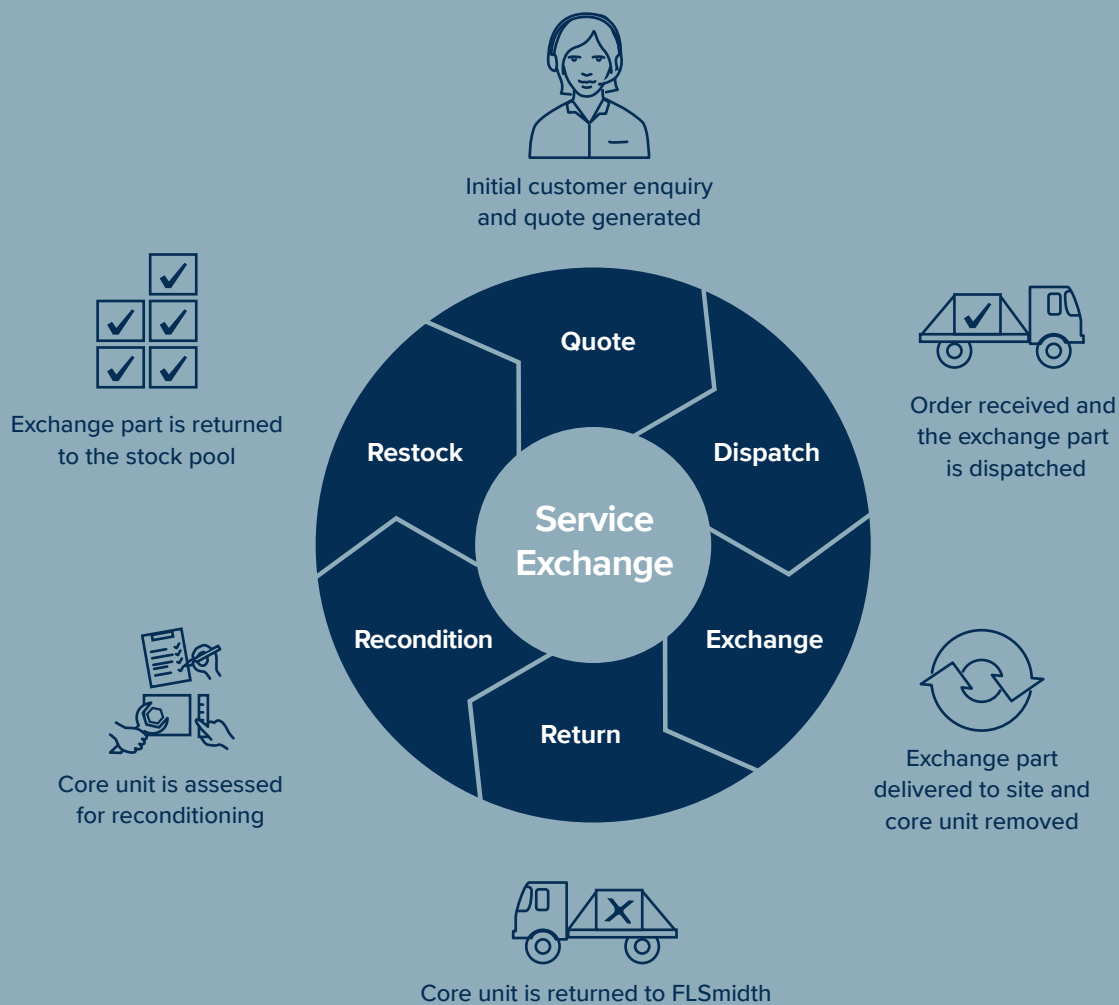 Initial customer enquiry
and quote generated
Quote
Order received and
the exchange part
is dispatched
Dispatch
Exchange part
delivered to site and
core unit removed
Exchange
Core unit is returned to FLSmidth
Return
Core unit is assessed
for reconditioning
Recondition
Exchange part is returned
to the stock pool
Restock
Service
Exchange